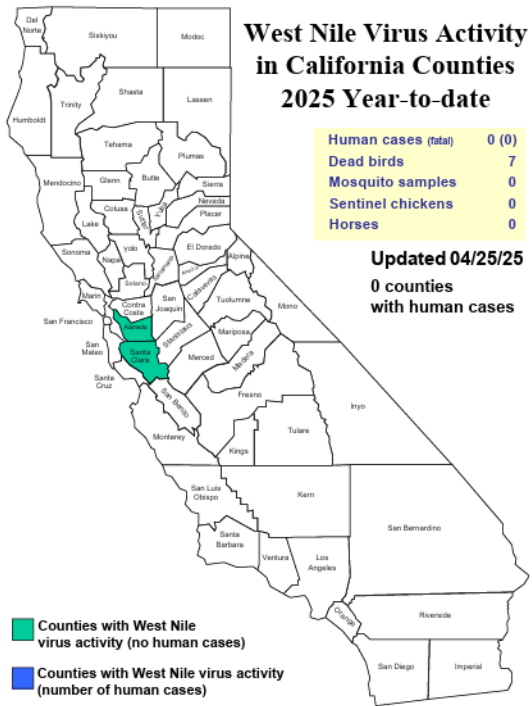 West Nile Virus Activity
in California Counties
2025 Year-to-date
Human cases (fatal) 0 (0)
Dead birds 7
Mosquito samples 0
Sentinel chickens 0
Horses 0
Updated 04/25/25
0 counties
with human cases
Del
Norte
Siskiyou
Modoc
Humboldt
Trinity
Shasta
Lassen
Tehama
Plumas
Mendocino
Glenn
Butte
Sierra
Colusa
Sutter
Yuba
Nevada
Placer
Lake
Sonoma
Napa
Yolo
El Dorado
Alpine
Sacramento
Solano
Calaveras
Marin
Contra
Costa
San
Joaquin
Tuolumne
Mono
San Francisco
Alameda
Stanislaus
Mariposa
San
Mateo
Santa
Clara
Merced
Madera
Santa
Cruz
San Benito
Fresno
Inyo
Monterey
Kings
Tulare
San Luis
Obispo
Kern
San Bernardino
Santa
Barbara
Ventura
Los
Angeles
Orange
Riverside
San Diego
Imperial
Counties with West Nile
virus activity (no human cases)
Counties with West Nile virus activity
(number of human cases)